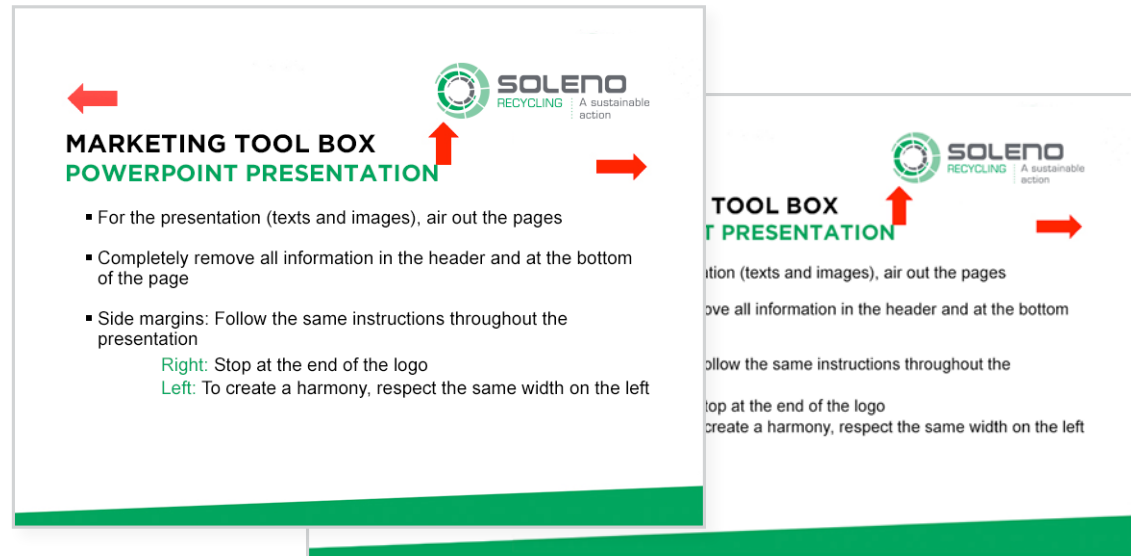 SOLENO
RECYCLING
A sustainable
action
MARKETING TOOL BOX
POWERPOINT PRESENTATION
▪ For the presentation (texts and images), air out the pages
▪ Completely remove all information in the header and at the bottom
of the page
▪ Side margins: Follow the same instructions throughout the
presentation
Right: Stop at the end of the logo
Left: To create a harmony, respect the same width on the left
SOLENO
RECYCLING
A sustainable
action
TOOL BOX
PRESENTATION
(texts and images), air out the pages
all information in the header and at the bottom
the same instructions throughout the
at the end of the logo
create a harmony, respect the same width on the left